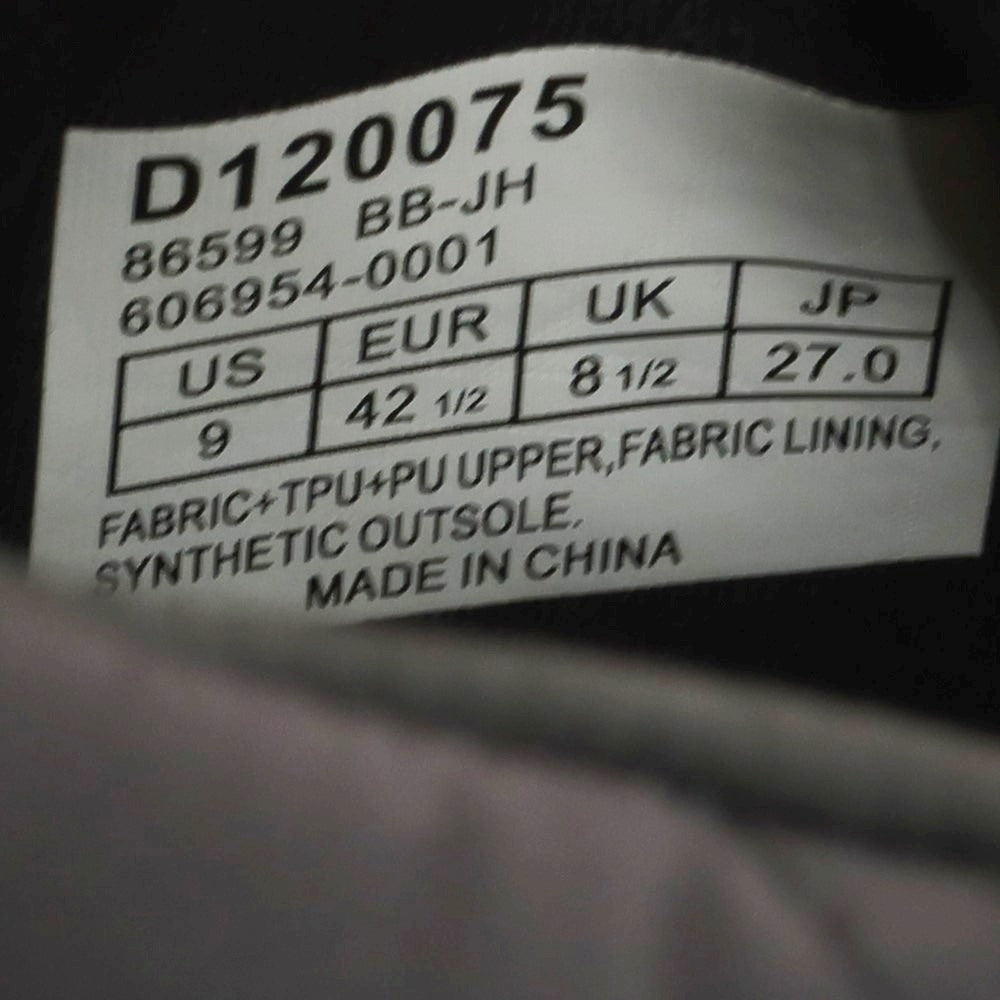 D120075
86599 BB-JH
606954-0001
US EUR UK JP
9 42 1/2 8 1/2 27.0
FABRIC+TPU+PU UPPER,FABRIC LINING,
SYNTHETIC OUTSOLE.
MADE IN CHINA